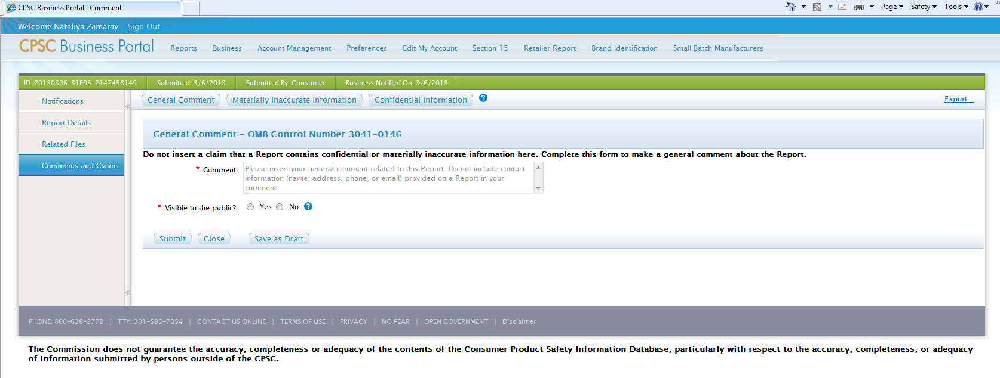 CPSC Business Portal | Comment
Page Safety Tools
Welcome Nataliya Zamaray Sign Out
CPSC Business Portal Reports Business Account Management Preferences Edit My Account Section 15 Retailer Report Brand Identification Small Batch Manufacturers
ID: 20130306-31E93-2147458149 Submitted: 3/6/2013 Submitted By: Consumer Business Notified On: 3/6/2013
Notifications
Report Details
Related Files
Comments and Claims
General Comment Materially Inaccurate Information Confidential Information ? Export...
General Comment - OMB Control Number 3041-0146
Do not insert a claim that a Report contains confidential or materially inaccurate information here. Complete this form to make a general comment about the Report.
* Comment
Please insert your general comment related to this Report. Do not include contact
information (name, address, phone, or email) provided on a Report in your
comment.
* Visible to the public? Yes No ?
Submit Close Save as Draft
PHONE: 800-638-2772 | TTY: 301-595-7054 | CONTACT US ONLINE | TERMS OF USE | PRIVACY | NO FEAR | OPEN GOVERNMENT | Disclaimer
The Commission does not guarantee the accuracy, completeness or adequacy of the contents of the Consumer Product Safety Information Database, particularly with respect to the accuracy, completeness, or adequacy
of information submitted by persons outside of the CPSC.